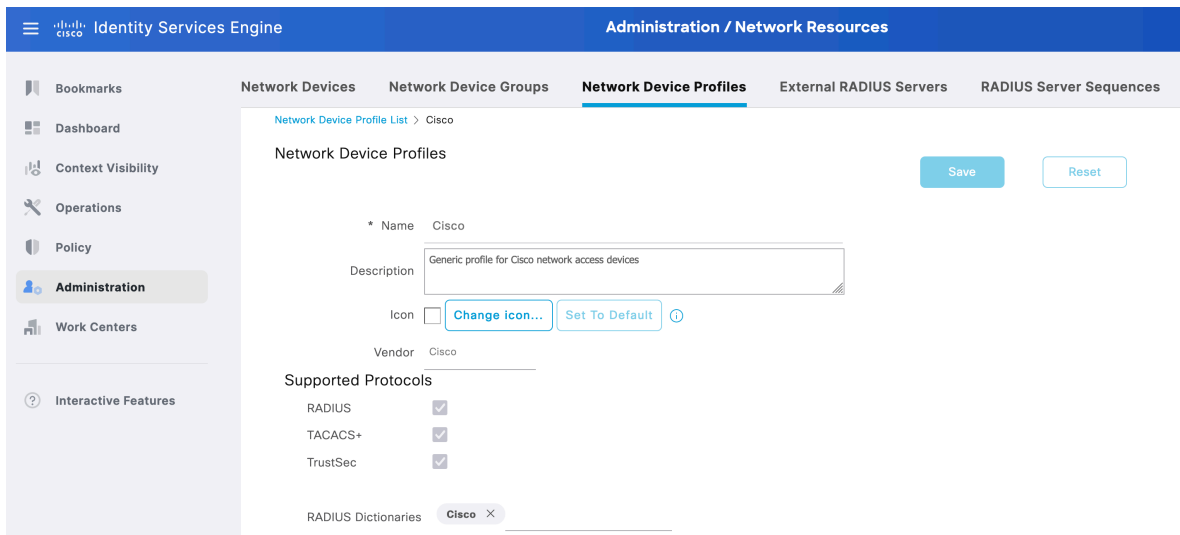 cisco Identity Services Engine
Administration / Network Resources
Bookmarks
Dashboard
Context Visibility
Operations
Policy
Administration
Work Centers
Interactive Features
Network Devices
Network Device Groups
Network Device Profiles
External RADIUS Servers
RADIUS Server Sequences
Network Device Profile List > Cisco
Network Device Profiles
Save
Reset
* Name Cisco
Description Generic profile for Cisco network access devices
Icon Change icon... Set To Default
Vendor Cisco
Supported Protocols
RADIUS
TACACS+
TrustSec
RADIUS Dictionaries Cisco